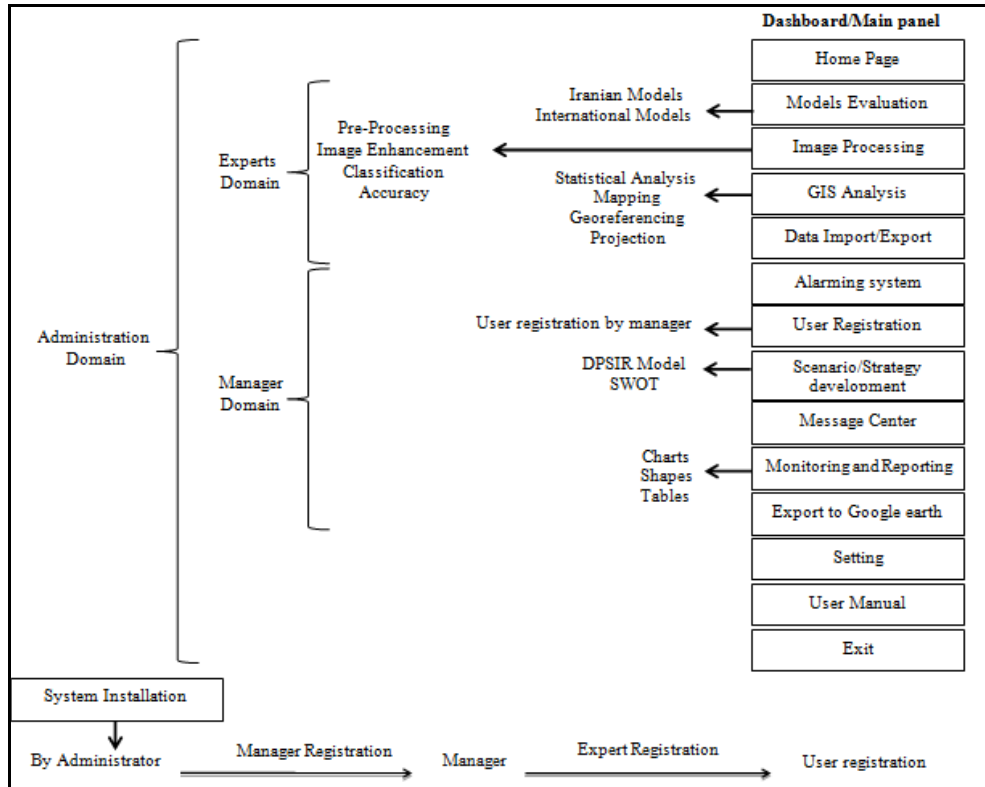 Dashboard/Main panel
Home Page
Models Evaluation
Iranian Models
International Models
Image Processing
Pre-Processing
Image Enhancement
Classification
Accuracy
Experts
Domain
GIS Analysis
Statistical Analysis
Mapping
Georeferencing
Projection
Data Import/Export
Alarming system
User Registration
User registration by manager
Administration
Domain
Manager
Domain
Scenario/Strategy
development
DPSIR Model
SWOT
Message Center
Monitoring and Reporting
Charts
Shapes
Tables
Export to Google earth
Setting
User Manual
Exit
System Installation
By Administrator
Manager Registration
Manager
Expert Registration
User registration